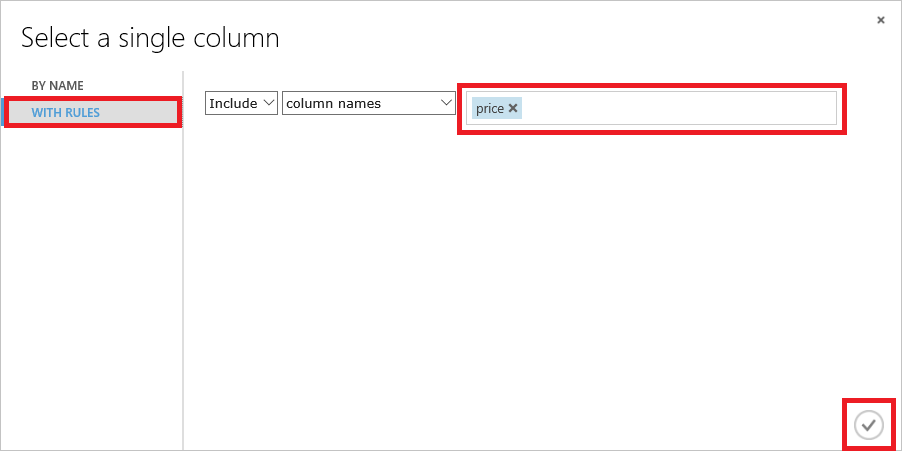 Select a single column
BY NAME
WITH RULES
Include column names price